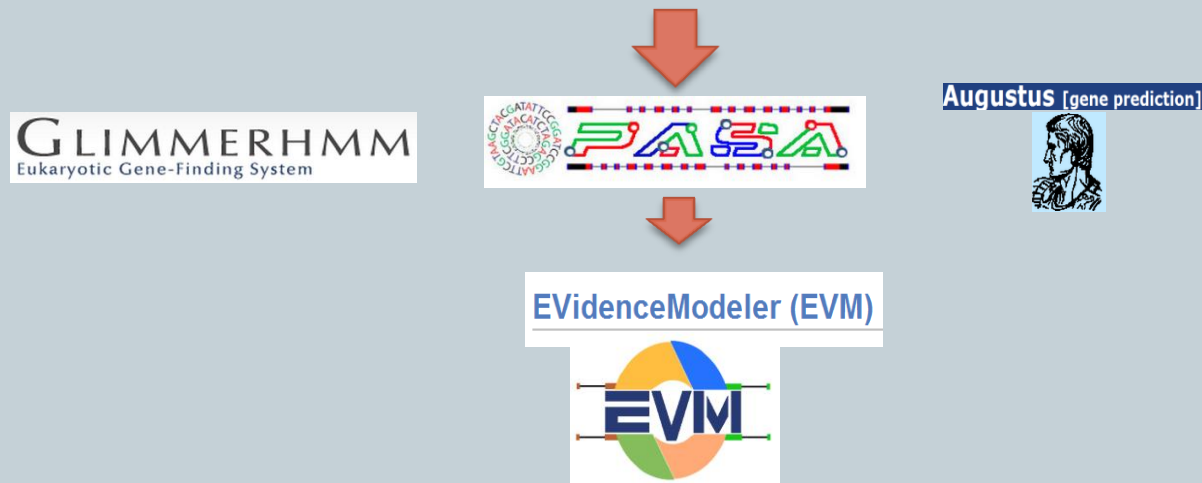 GLIMMERHMM
Eukaryotic Gene-Finding System
PASA
Augustus [gene prediction]
EVidenceModeler (EVM)
EVM